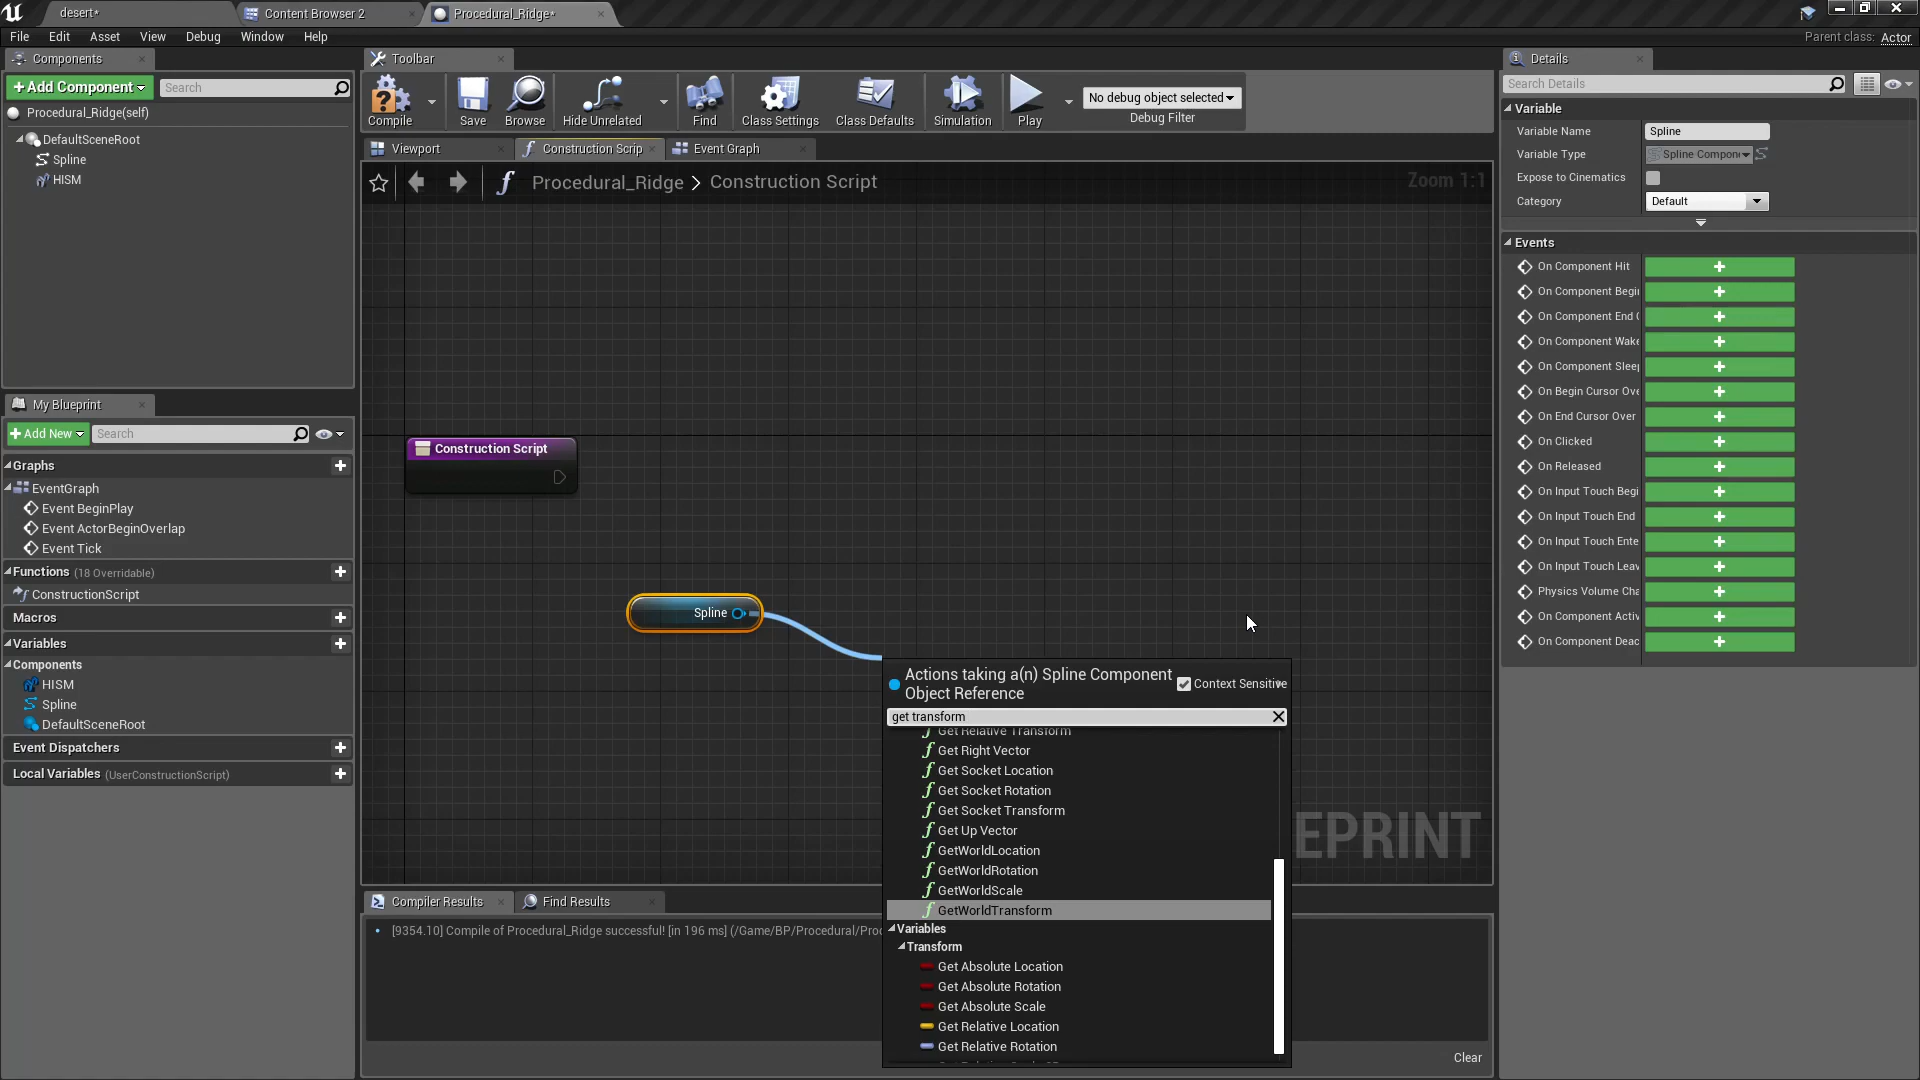 desert*
Content Browser 2
Procedural_Ridge*
File Edit Asset View Debug Window Help
Parent class: Actor
Components
Add Component
Search
Procedural_Ridge(self)
DefaultSceneRoot
Spline
HISM
My Blueprint
Add New
Search
Graphs
EventGraph
Event BeginPlay
Event ActorBeginOverlap
Event Tick
Functions (18 Overridable)
ConstructionScript
Macros
Variables
Components
HISM
Spline
DefaultSceneRoot
Event Dispatchers
Local Variables (UserConstructionScript)
Toolbar
Compile
Save
Browse
Hide Unrelated
Find
Class Settings
Class Defaults
Simulation
Play
No debug object selected
Debug Filter
Viewport
Construction Scrip
Event Graph
Procedural_Ridge > Construction Script
Zoom 1:1
Construction Script
Spline
Actions taking a(n) Spline Component
Object Reference
Context Sensitive
get transform
Get Relative Transform
Get Right Vector
Get Socket Location
Get Socket Rotation
Get Socket Transform
Get Up Vector
GetWorldLocation
GetWorldRotation
GetWorldScale
GetWorldTransform
Variables
Transform
Get Absolute Location
Get Absolute Rotation
Get Absolute Scale
Get Relative Location
Get Relative Rotation
EPRINT
Compiler Results
Find Results
[9354.10] Compile of Procedural_Ridge successful! [in 196 ms] (/Game/BP/Procedural/Proc
Clear
Details
Search Details
Variable
Variable Name Spline
Variable Type Spline Compon
Expose to Cinematics
Category Default
Events
On Component Hit
On Component Begi
On Component End
On Component Wake
On Component Slee
On Begin Cursor Ove
On End Cursor Over
On Clicked
On Released
On Input Touch Begi
On Input Touch End
On Input Touch Ente
On Input Touch Leav
Physics Volume Cha
On Component Activ
On Component Deac